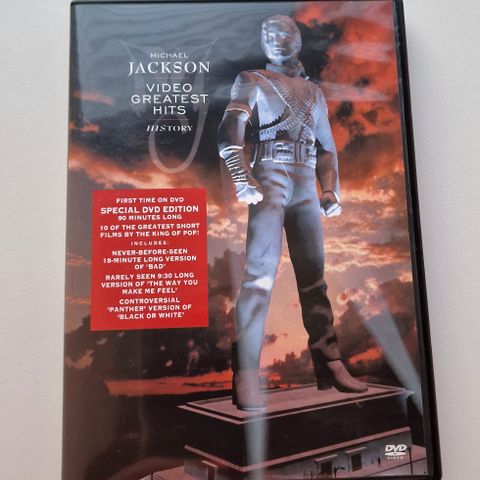 MICHAEL
JACKSON
VIDEO
GREATEST
HITS
HISTORY
FIRST TIME ON DVD
SPECIAL DVD EDITION
90 MINUTES LONG
10 OF THE GREATEST SHORT
FILMS BY THE KING OF POP!
INCLUDES:
NEVER-BEFORE-SEEN
18-MINUTE LONG VERSION
OF 'BAD'
RARELY SEEN 9:30 LONG
VERSION OF 'THE WAY YOU
MAKE ME FEEL'
CONTROVERSIAL
'PANTHER' VERSION OF
'BLACK OR WHITE'
DVD
VIDEO